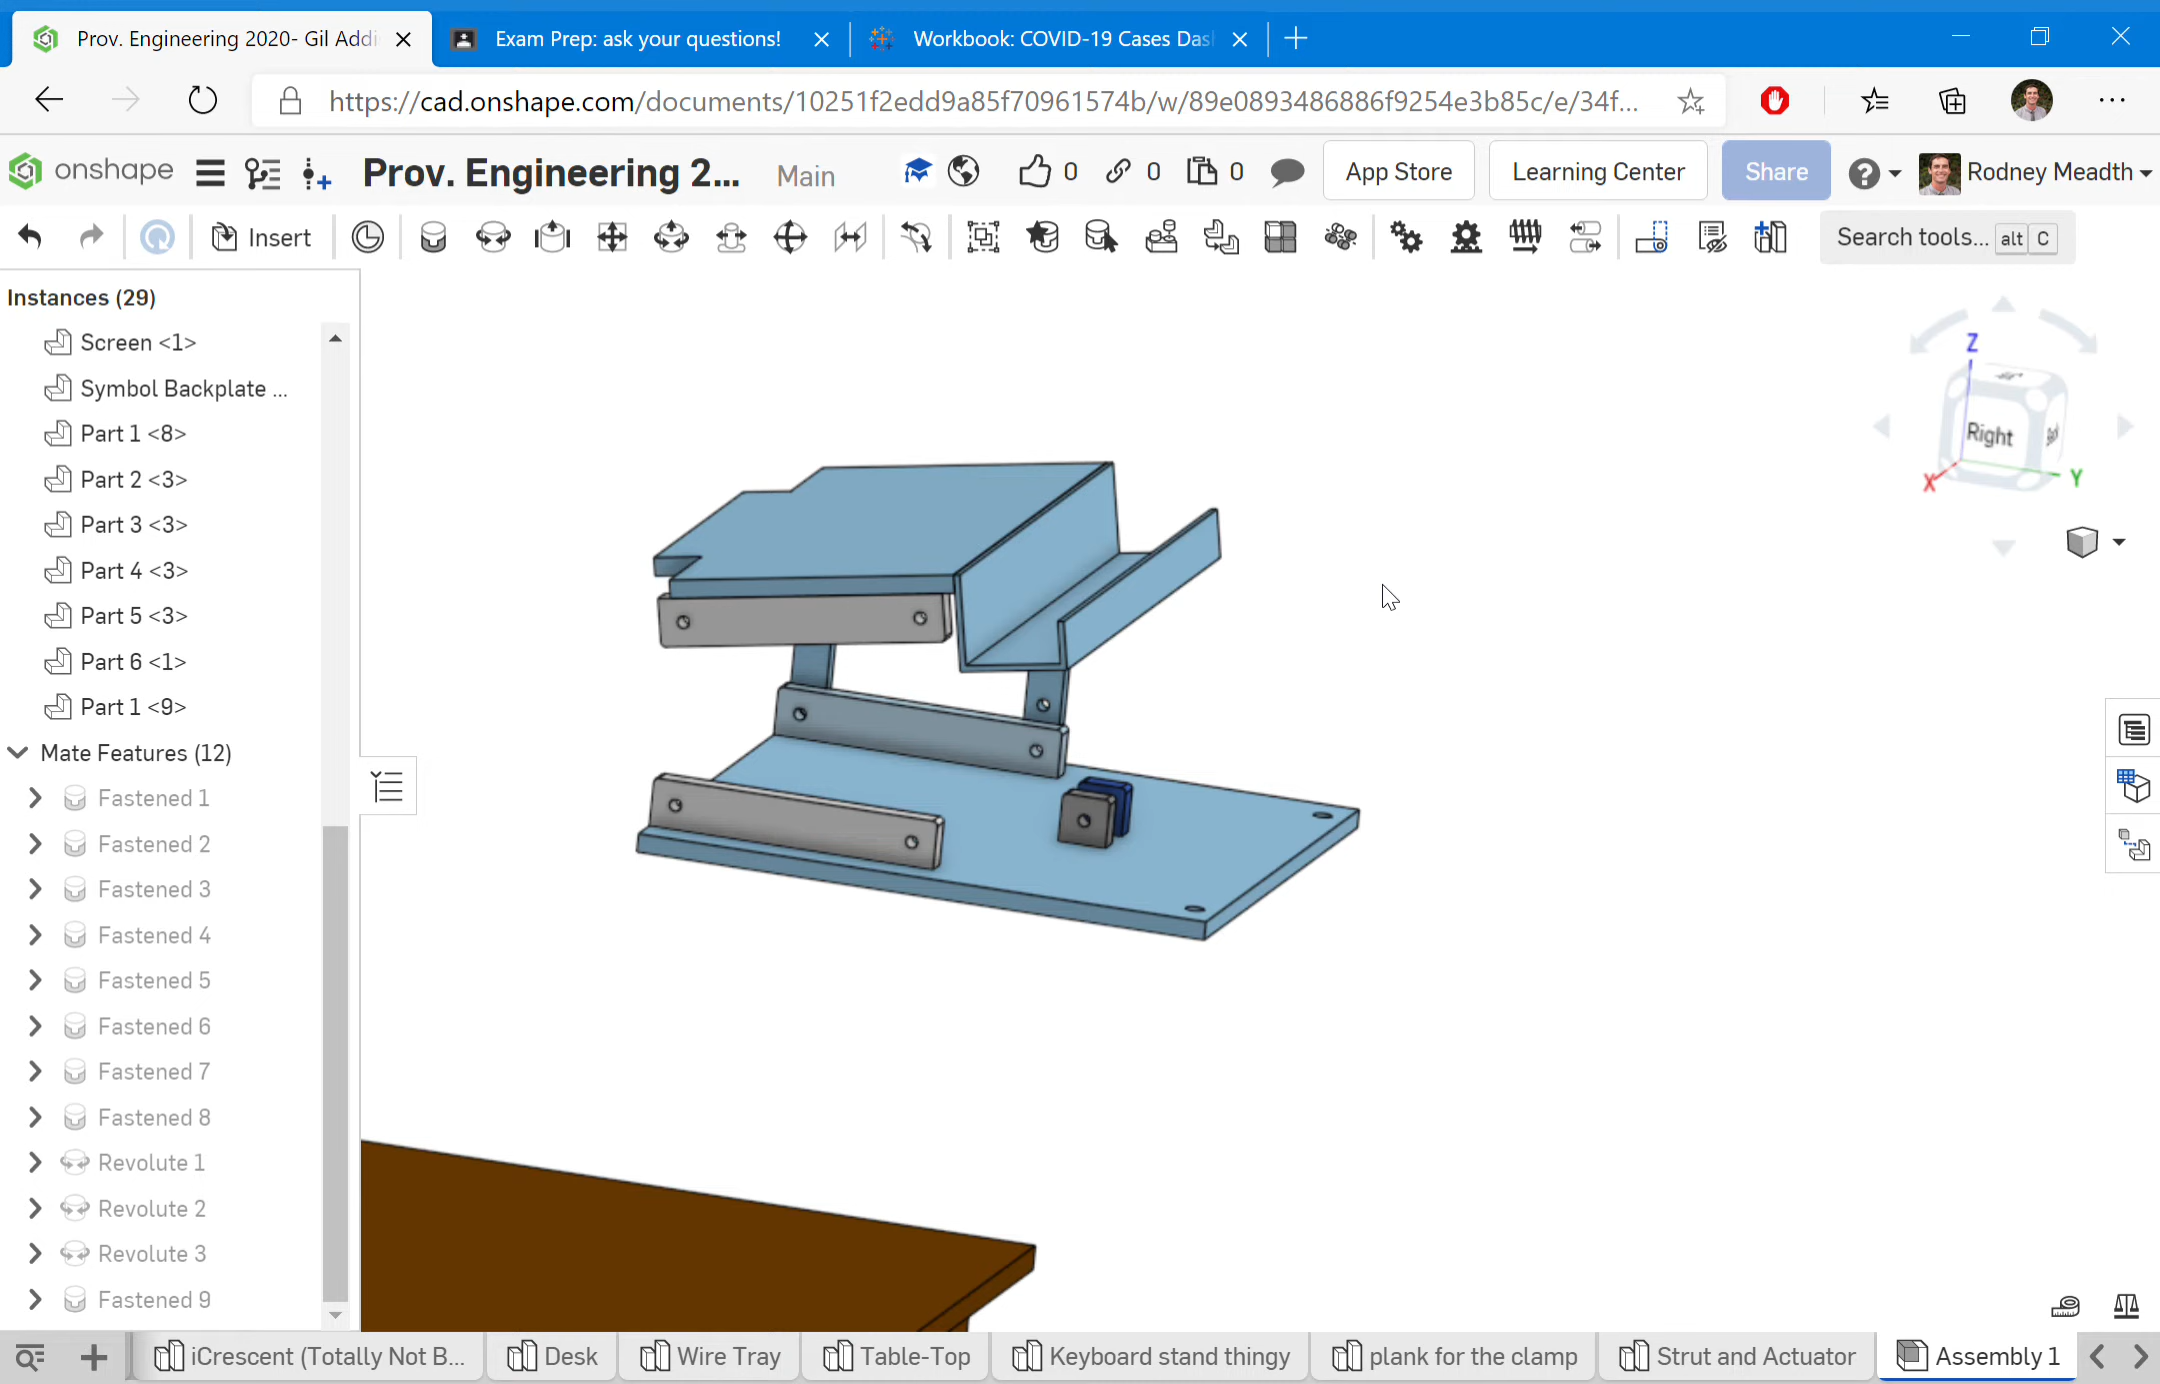 Prov. Engineering 2020- Gil Addi
Exam Prep: ask your questions!
Workbook: COVID-19 Cases Das
https://cad.onshape.com/documents/10251f2edd9a85f70961574b/w/89e0893486886f9254e3b85c/e/34f...
onshape
Prov. Engineering 2...
Main
0
0
0
App Store
Learning Center
Share
Rodney Meadth
Insert
Search tools... alt C
Instances (29)
Screen <1>
Symbol Backplate ...
Part 1 <8>
Part 2 <3>
Part 3 <3>
Part 4 <3>
Part 5 <3>
Part 6 <1>
Part 1 <9>
Mate Features (12)
Fastened 1
Fastened 2
Fastened 3
Fastened 4
Fastened 5
Fastened 6
Fastened 7
Fastened 8
Revolute 1
Revolute 2
Revolute 3
Fastened 9
Z
Right
X
Y
iCrescent (Totally Not B...
Desk
Wire Tray
Table-Top
Keyboard stand thingy
plank for the clamp
Strut and Actuator
Assembly 1